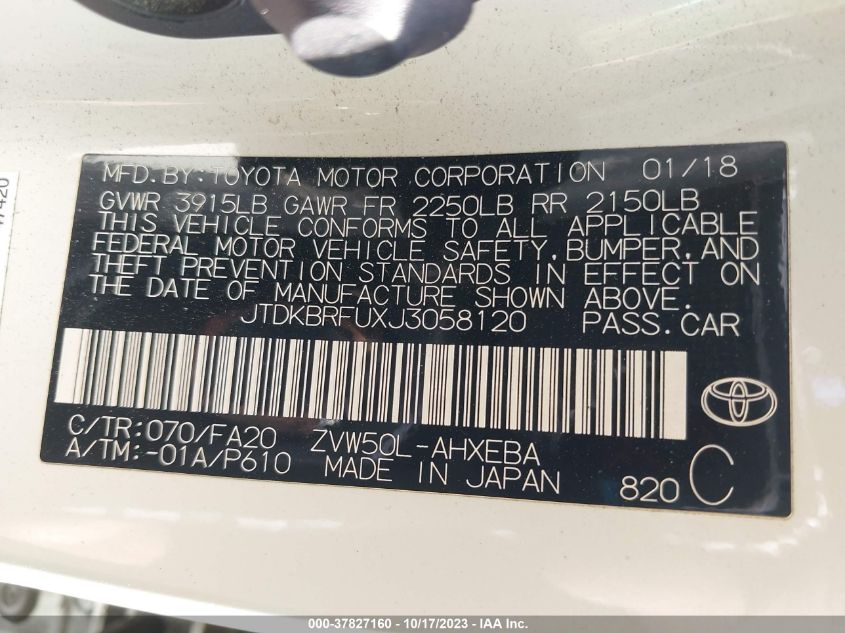 MFD.BY:TOYOTA MOTOR CORPORATION 01/18
GVWR 3915LB GAWR FR 2250LB RR 2150LB
THIS VEHICLE CONFORMS TO ALL APPLICABLE
FEDERAL MOTOR VEHICLE SAFETY,BUMPER,AND
THEFT PREVENTION STANDARDS IN EFFECT ON
THE DATE OF MANUFACTURE SHOWN ABOVE.
JTDKBRFUXJ3058120 PASS.CAR
C/TR:070/FA20 ZVW50L-AHXEBA
A/TM:-01A/P610 MADE IN JAPAN 820 C
000-37827160 | 10/17/2023 - IAA Inc.